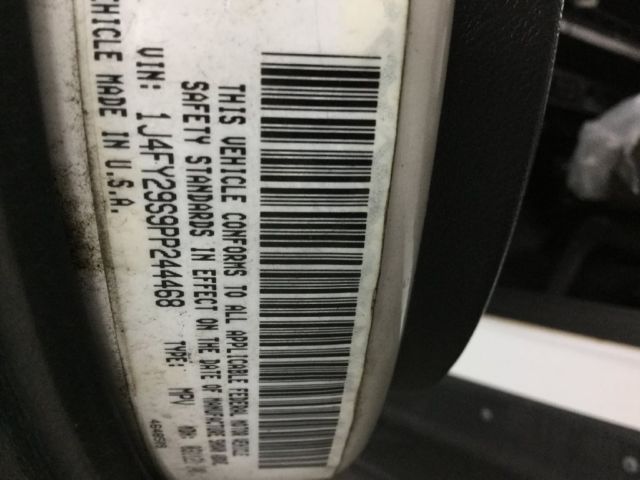 THIS VEHICLE CONFORMS TO ALL APPLICABLE FEDERAL MOTOR VEHICLE
SAFETY STANDARDS IN EFFECT ON THE DATE OF MANUFACTURE SHOWN ABOVE.
VIN: 1J4FY29S9PP244468 TYPE: MPV
VEHICLE MADE IN U.S.A.